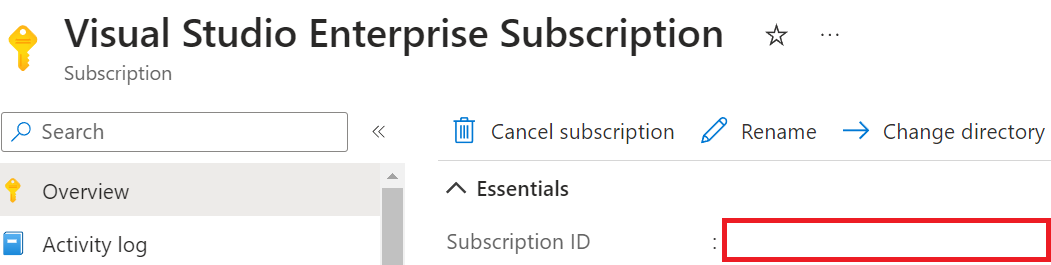 Visual Studio Enterprise Subscription ☆ ...
Subscription
Search «
Cancel subscription Rename Change directory
Overview
Essentials
Activity log
Subscription ID :